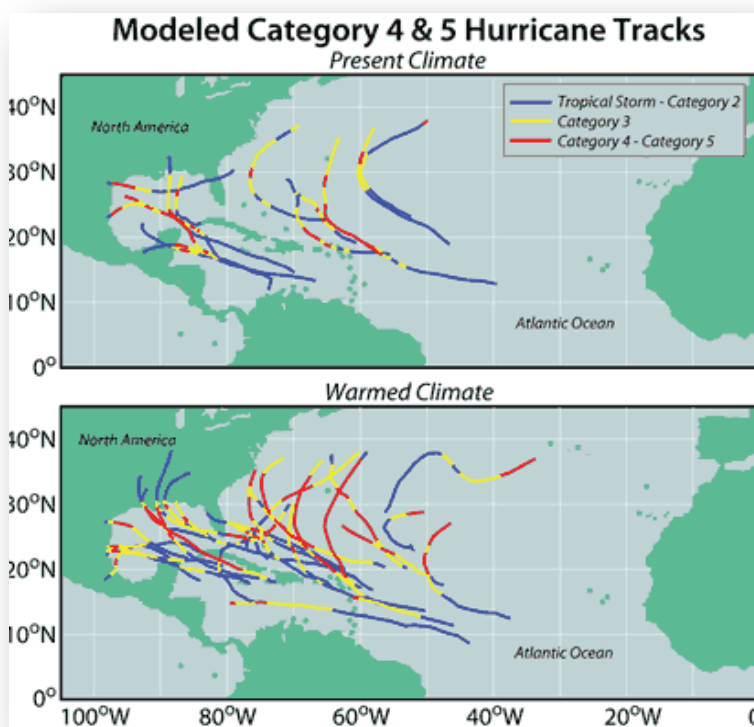 Modeled Category 4 & 5 Hurricane Tracks
Present Climate
40°N
North America
Tropical Storm - Category 2
Category 3
Category 4 - Category 5
30°N
20°N
10°N
Atlantic Ocean
0°
Warmed Climate
40°N
North America
30°N
20°N
10°N
Atlantic Ocean
0°
100°W 80°W 60°W 40°W 20°W 0